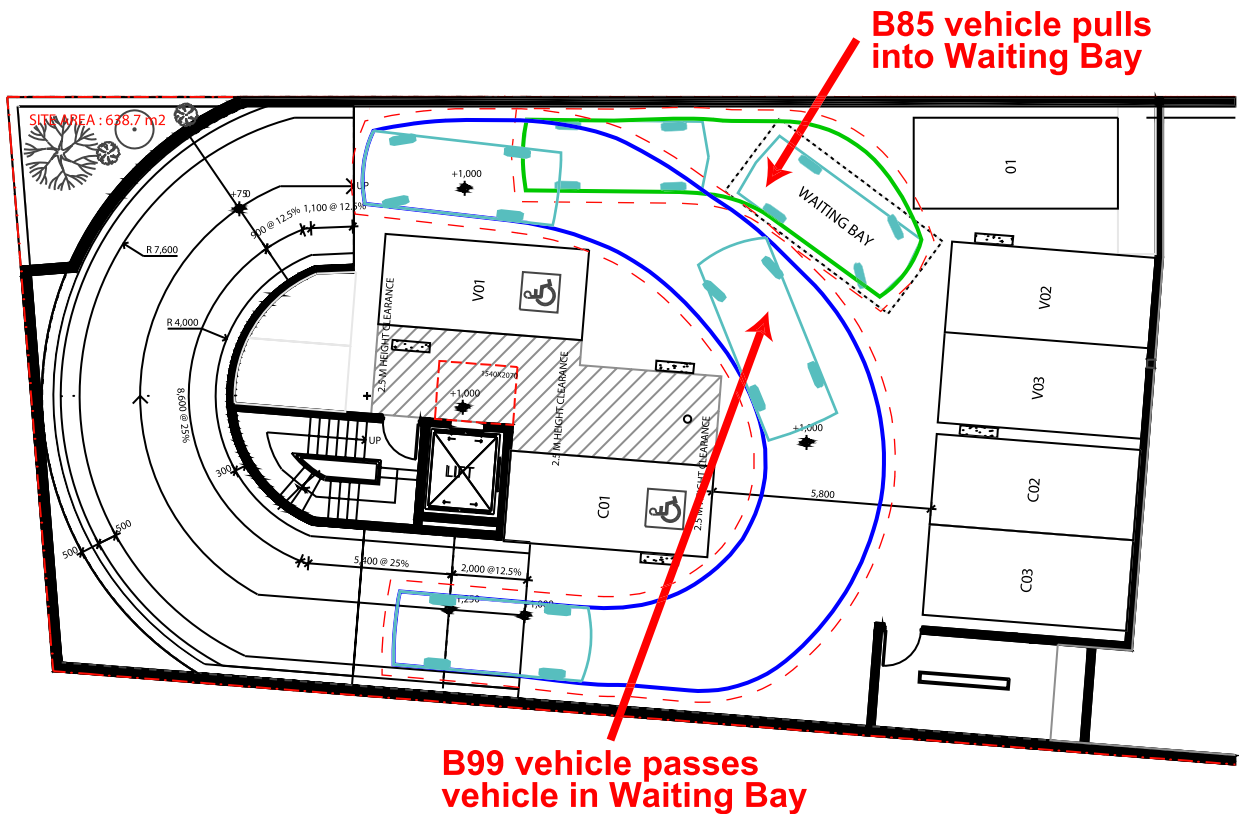 B85 vehicle pulls
into Waiting Bay
SITE AREA : 638.7 m2
+750
UP
900 @ 12.5%
1,100 @ 12.5%
R 7,600
R 4,000
8,600 @ 25%
300
500
500
+1,000
WAITING BAY
01
V01
V02
V03
C02
C03
C01
2.5 M HEIGHT CLEARANCE
2.5 M HEIGHT CLEARANCE
2.5 M HEIGHT CLEARANCE
1540X2070
+1,000
+1,000
UP
LIFT
5,800
5,400 @ 25%
2,000 @12.5%
B99 vehicle passes
vehicle in Waiting Bay